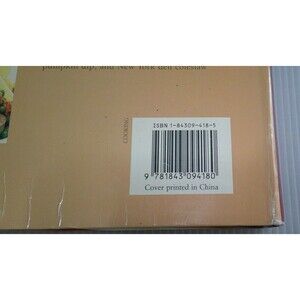 pumpkin dip, and New York deli coleslaw
COOKING
ISBN 1-84309-418-5
9 781843 094180
Cover printed in China